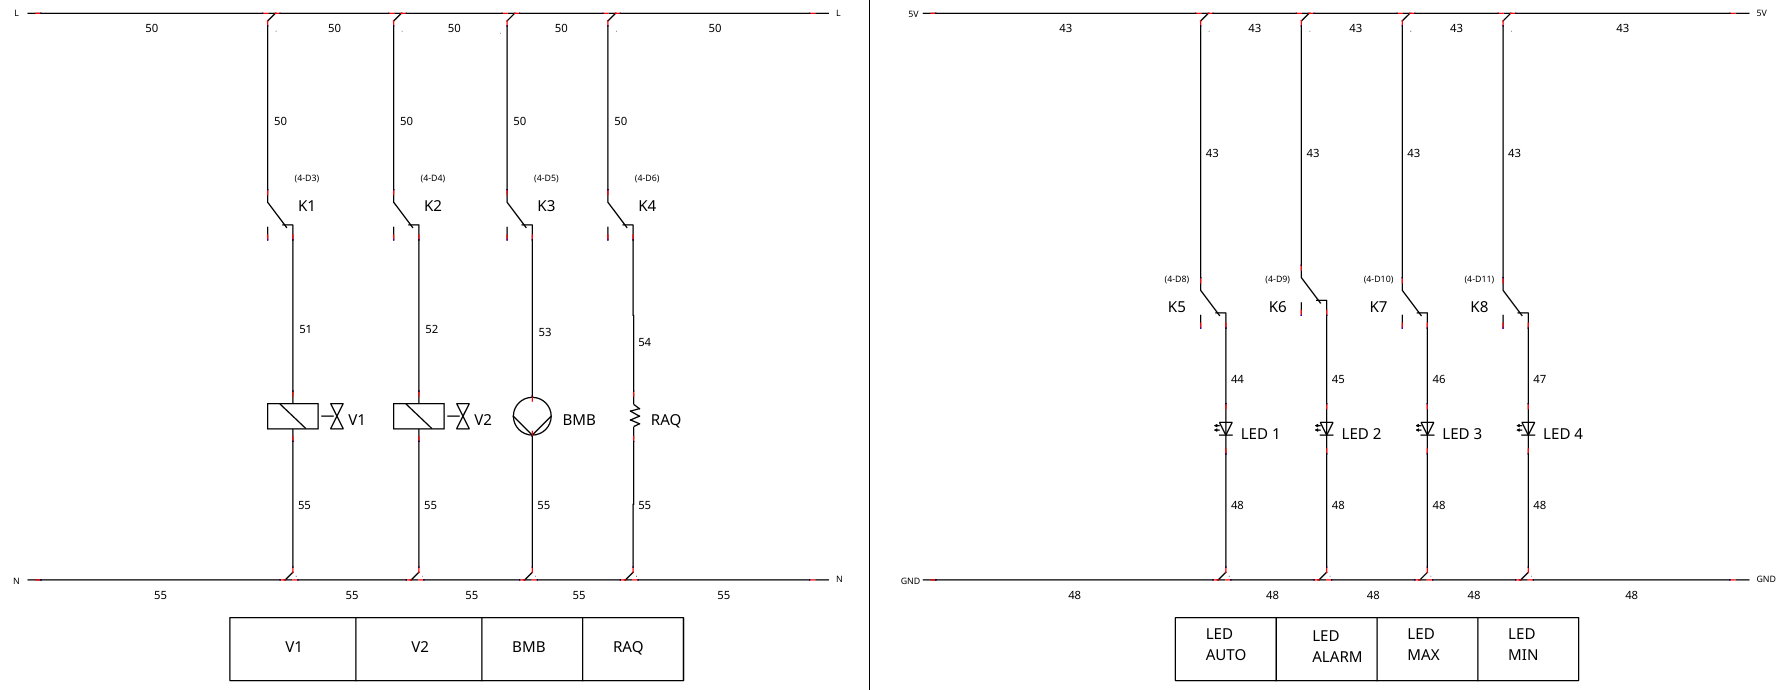 L
L
50
50
50
50
50
50
50
50
50
(4-D3)
(4-D4)
(4-D5)
(4-D6)
K1
K2
K3
K4
51
52
53
54
V1
V2
BMB
RAQ
55
55
55
55
N
N
55
55
55
55
55
V1
V2
BMB
RAQ
5V
5V
43
43
43
43
43
43
43
43
43
(4-D8)
(4-D9)
(4-D10)
(4-D11)
K5
K6
K7
K8
44
45
46
47
LED 1
LED 2
LED 3
LED 4
48
48
48
48
GND
GND
48
48
48
48
48
LED
AUTO
LED
ALARM
LED
MAX
LED
MIN